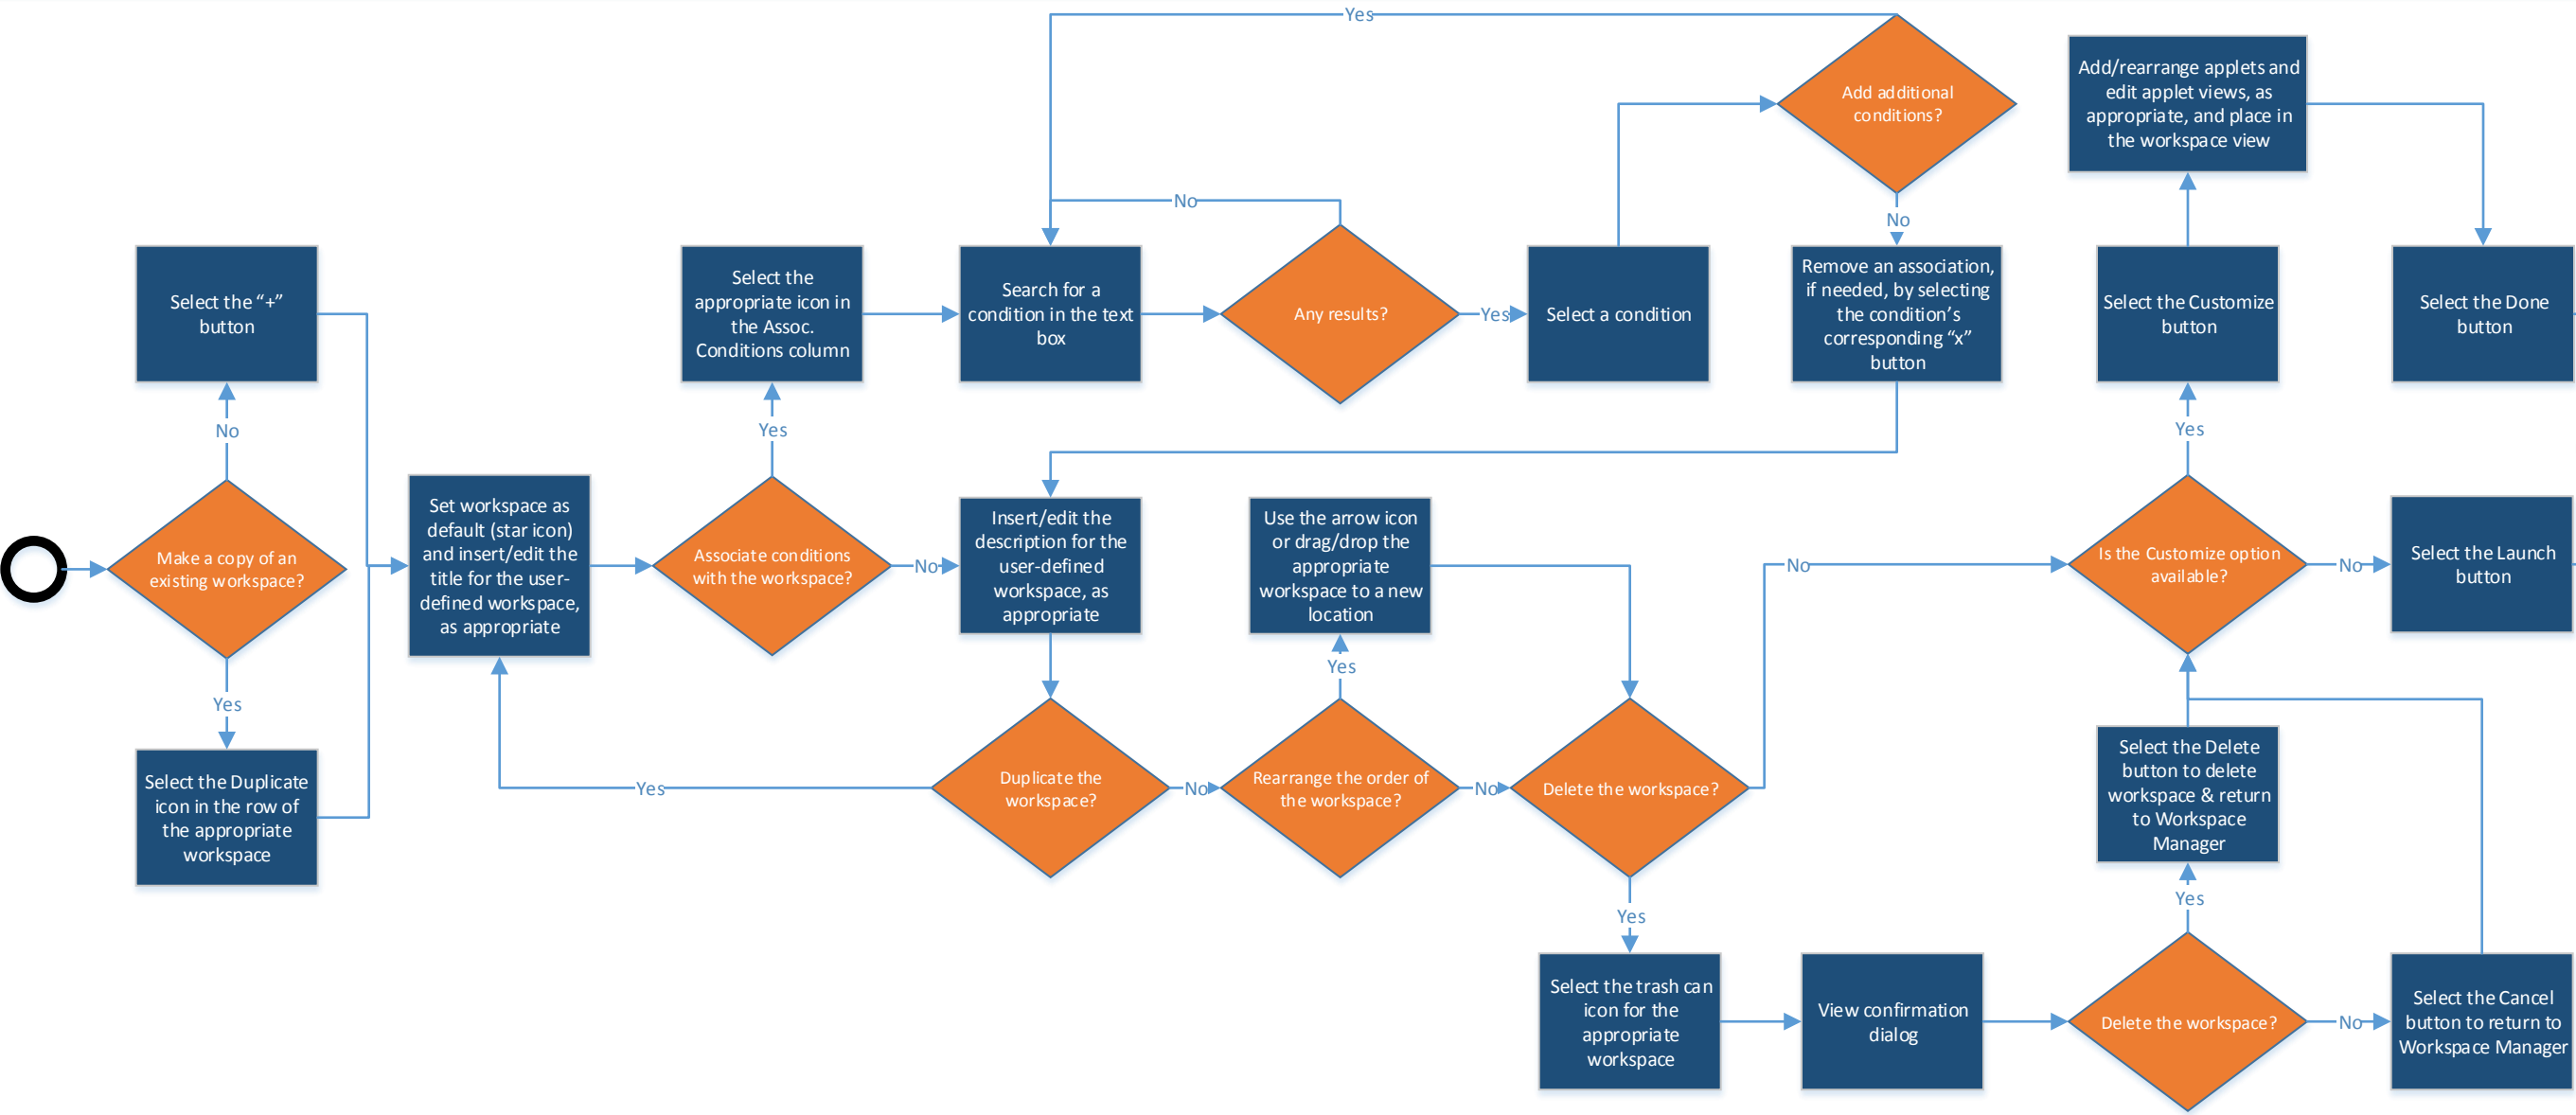 Yes
Add additional
conditions?
No
Add/rearrange applets and
edit applet views, as
appropriate, and place in
the workspace view
No
Select the “+”
button
Select the
appropriate icon in
the Assoc.
Conditions column
Search for a
condition in the text
box
Any results?
Yes
Select a condition
Remove an association,
if needed, by selecting
the condition’s
corresponding “x”
button
Select the Customize
button
Select the Done
button
No
Yes
Yes
Make a copy of an
existing workspace?
Set workspace as
default (star icon)
and insert/edit the
title for the user-
defined workspace,
as appropriate
Associate conditions
with the workspace?
No
Insert/edit the
description for the
user-defined
workspace, as
appropriate
Use the arrow icon
or drag/drop the
appropriate
workspace to a new
location
No
Is the Customize option
available?
No
Select the Launch
button
Yes
Yes
Select the Duplicate
icon in the row of
the appropriate
workspace
Yes
Duplicate the
workspace?
No
Rearrange the order of
the workspace?
No
Delete the workspace?
Select the Delete
button to delete
workspace & return
to Workspace
Manager
Yes
Yes
Select the trash can
icon for the
appropriate
workspace
View confirmation
dialog
Delete the workspace?
No
Select the Cancel
button to return to
Workspace Manager